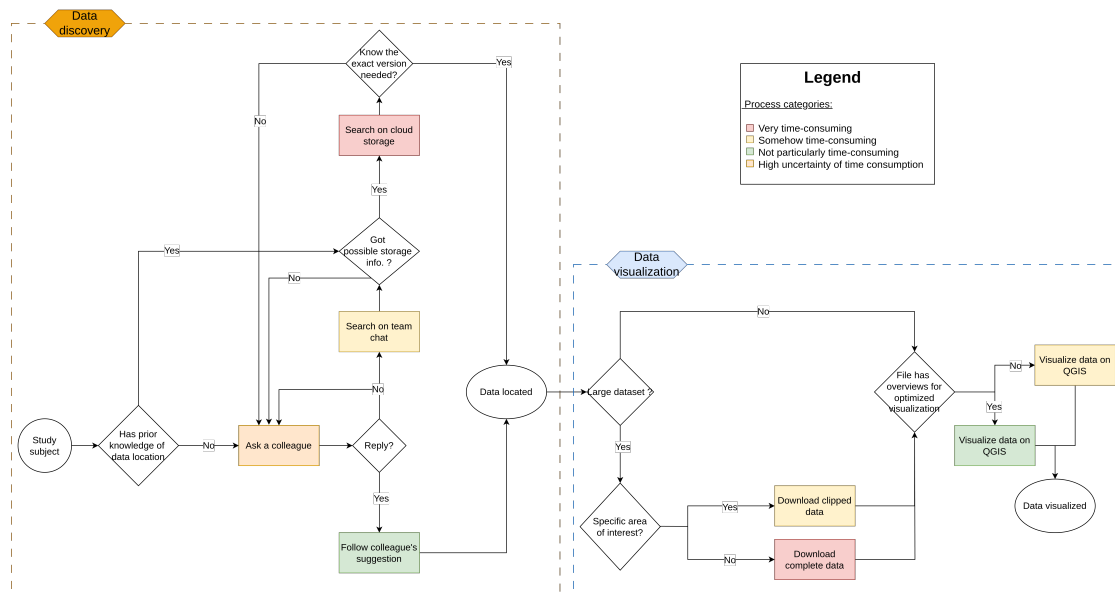 Data
discovery
Know the
exact version
needed?
Yes
No
Search on cloud
storage
Yes
Got
possible storage
info. ?
Yes
No
Search on team
chat
No
Study
subject
Has prior
knowledge of
data location
No
Ask a colleague
Reply?
Yes
Follow colleague's
suggestion
Data located
Legend
Process categories:
Very time-consuming
Somehow time-consuming
Not particularly time-consuming
High uncertainty of time consumption
Data
visualization
No
Large dataset ?
Yes
Specific area
of interest?
Yes
No
Download clipped
data
Download
complete data
File has
overviews for
optimized
visualization
No
Yes
Visualize data on
QGIS
Visualize data on
QGIS
Data visualized